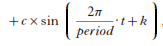 + c × sin ( 2π/period · t + k ),